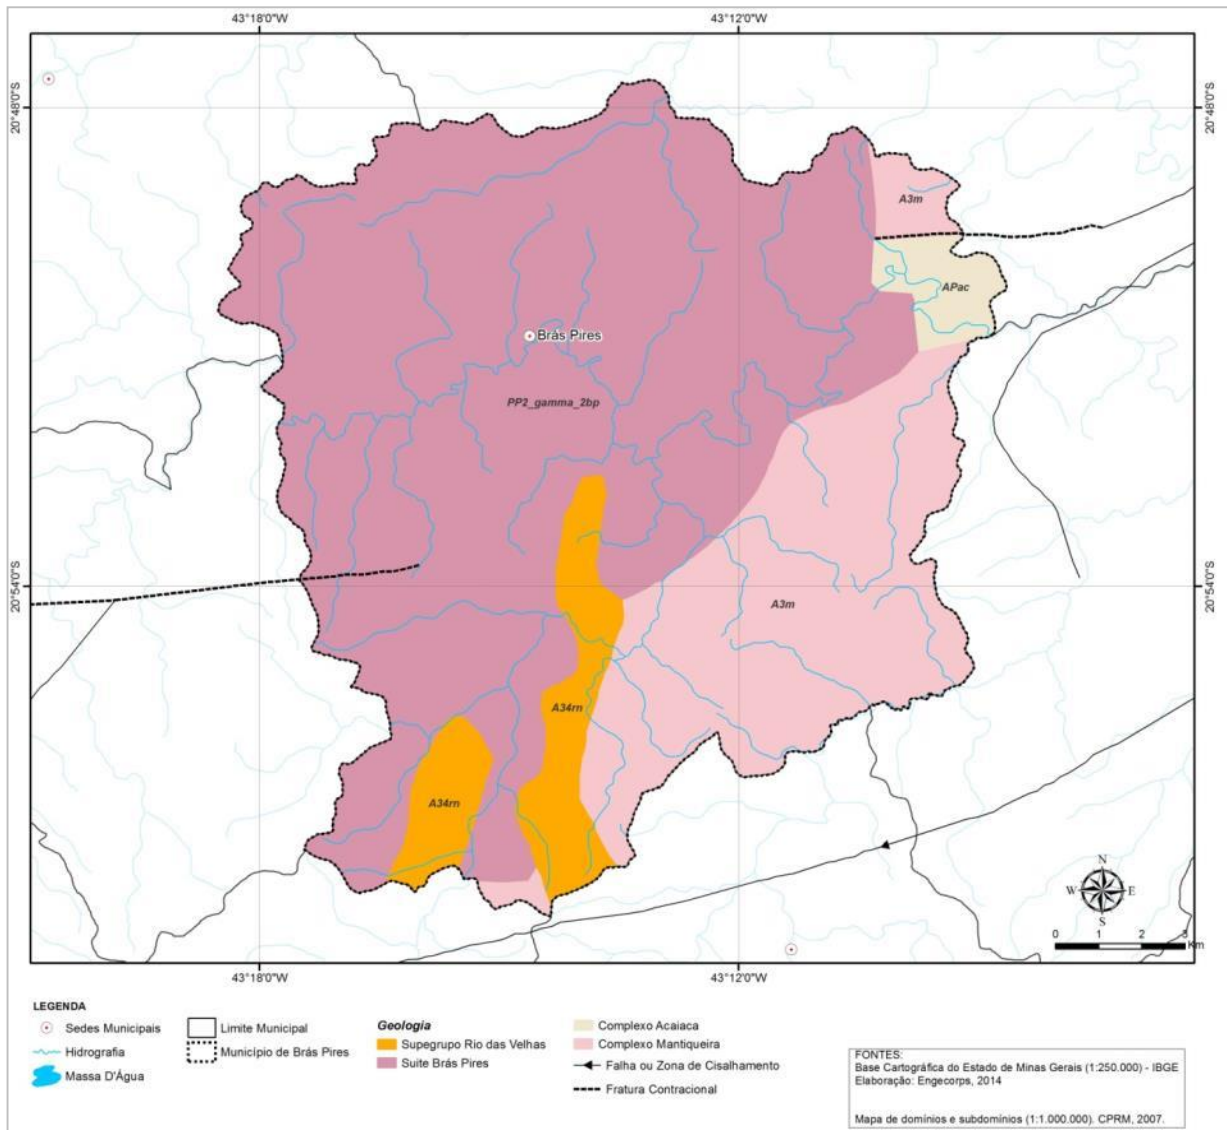 43°18'0"W
43°12'0"W
20°48'0"S
20°48'0"S
A3m
APac
Brás Pires
PP2_gamma_2bp
20°54'0"S
20°54'0"S
A3m
A34rn
A34rn
N
W
E
S
0 1 2 3
Km
43°18'0"W
43°12'0"W
LEGENDA
Sedes Municipais
Hidrografia
Massa D'Água
Limite Municipal
Município de Brás Pires
Geologia
Supegrupo Rio das Velhas
Suite Brás Pires
Complexo Acaiaca
Complexo Mantiqueira
Falha ou Zona de Cisalhamento
Fratura Contracional
FONTES:
Base Cartográfica do Estado de Minas Gerais (1:250.000) - IBGE
Elaboração: Engecorps, 2014
Mapa de domínios e subdomínios (1:1.000.000). CPRM, 2007.